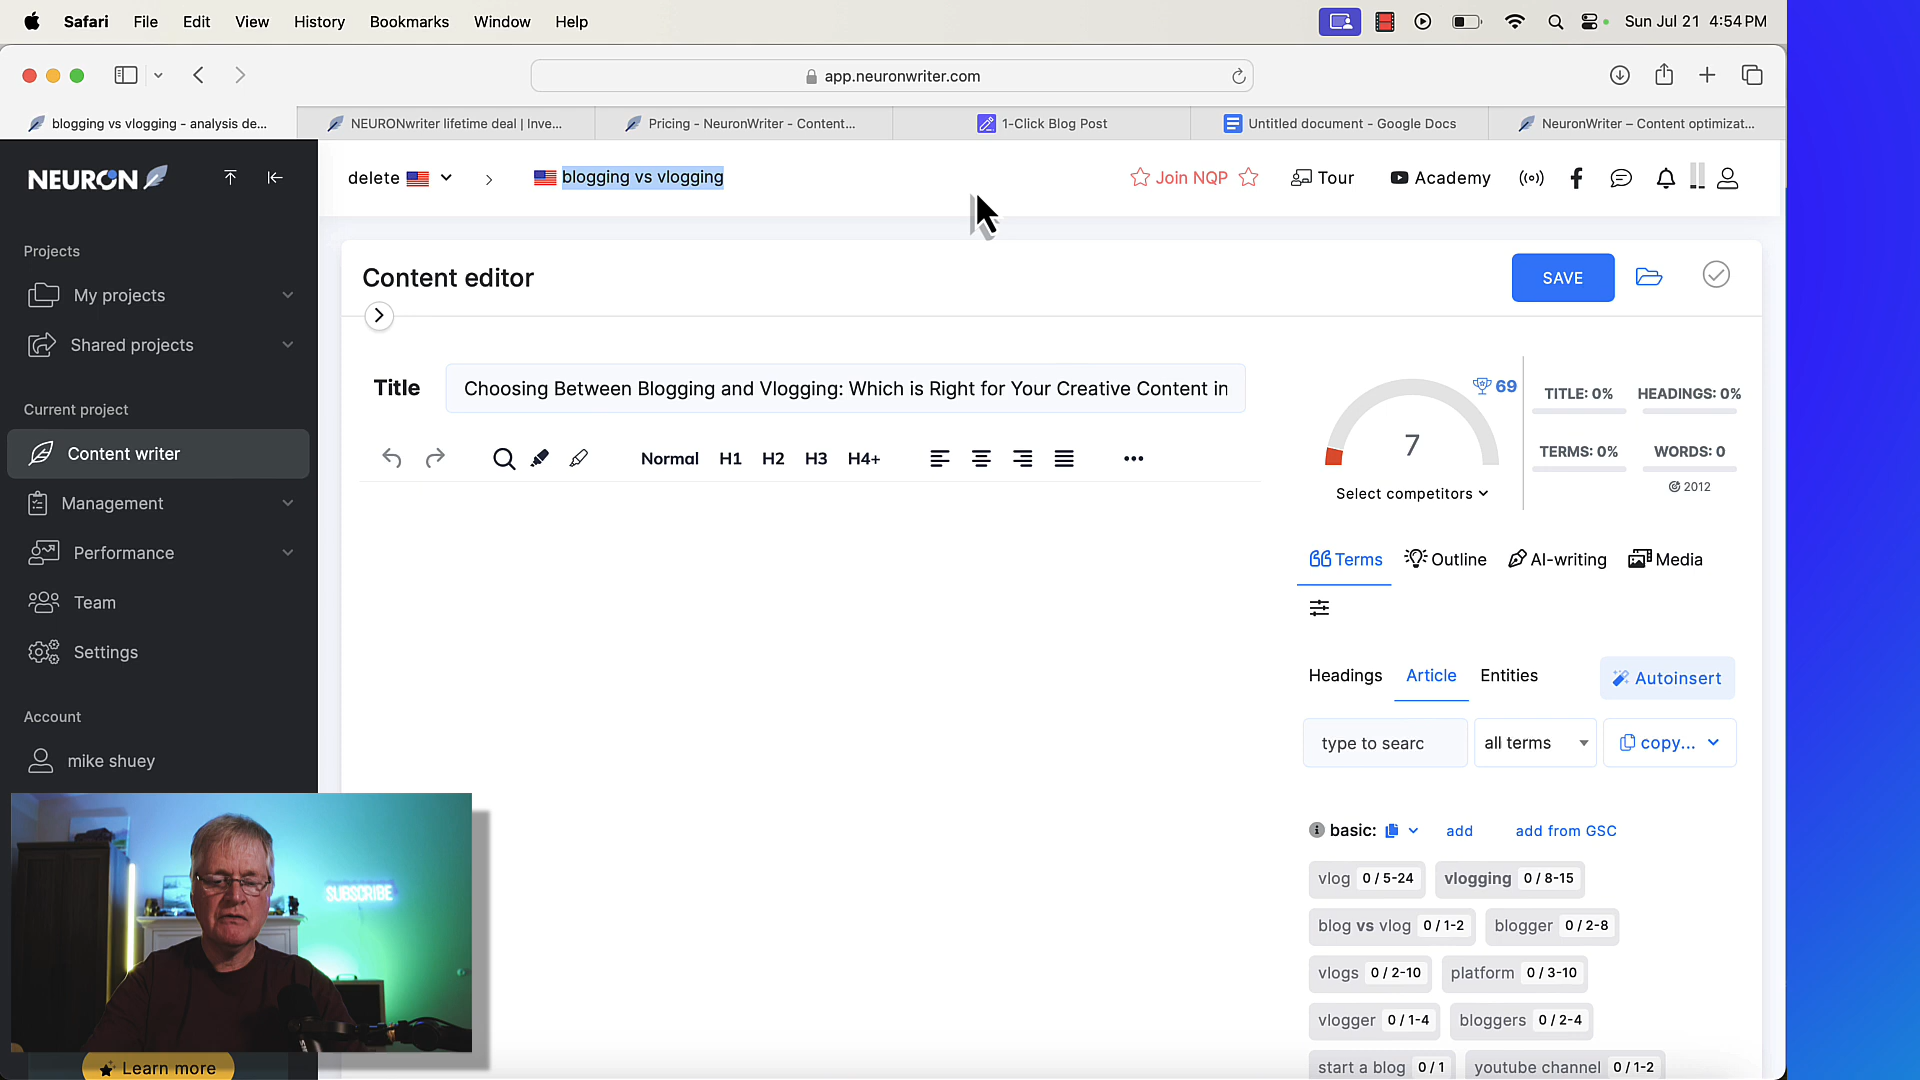 Safari File Edit View History Bookmarks Window Help Sun Jul 21 4:54 PM
app.neuronwriter.com
blogging vs vlogging - analysis de...
NEURONwriter lifetime deal | Inve...
Pricing - NeuronWriter - Content...
1-Click Blog Post
Untitled document - Google Docs
NeuronWriter – Content optimizat...
NEURON
delete
blogging vs vlogging
Join NQP
Tour
Academy
Projects
My projects
Shared projects
Current project
Content writer
Management
Performance
Team
Settings
Account
mike shuey
Learn more
SUBSCRIBE
Content editor
SAVE
Title
Choosing Between Blogging and Vlogging: Which is Right for Your Creative Content in
Normal H1 H2 H3 H4+
69
7
Select competitors
TITLE: 0% HEADINGS: 0%
TERMS: 0% WORDS: 0
2012
Terms Outline AI-writing Media
Headings Article Entities
Autoinsert
type to searc
all terms
copy...
basic: add add from GSC
vlog 0 / 5-24 vlogging 0 / 8-15
blog vs vlog 0 / 1-2 blogger 0 / 2-8
vlogs 0 / 2-10 platform 0 / 3-10
vlogger 0 / 1-4 bloggers 0 / 2-4
start a blog 0 / 1 youtube channel 0 / 1-2